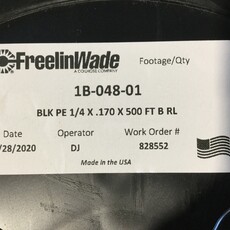 FreelinWade
A COILHOSE COMPANY
Footage/Qty
1B-048-01
BLK PE 1/4 X .170 X 500 FT B RL
Date Operator Work Order #
/28/2020 DJ 828552
Made in the USA